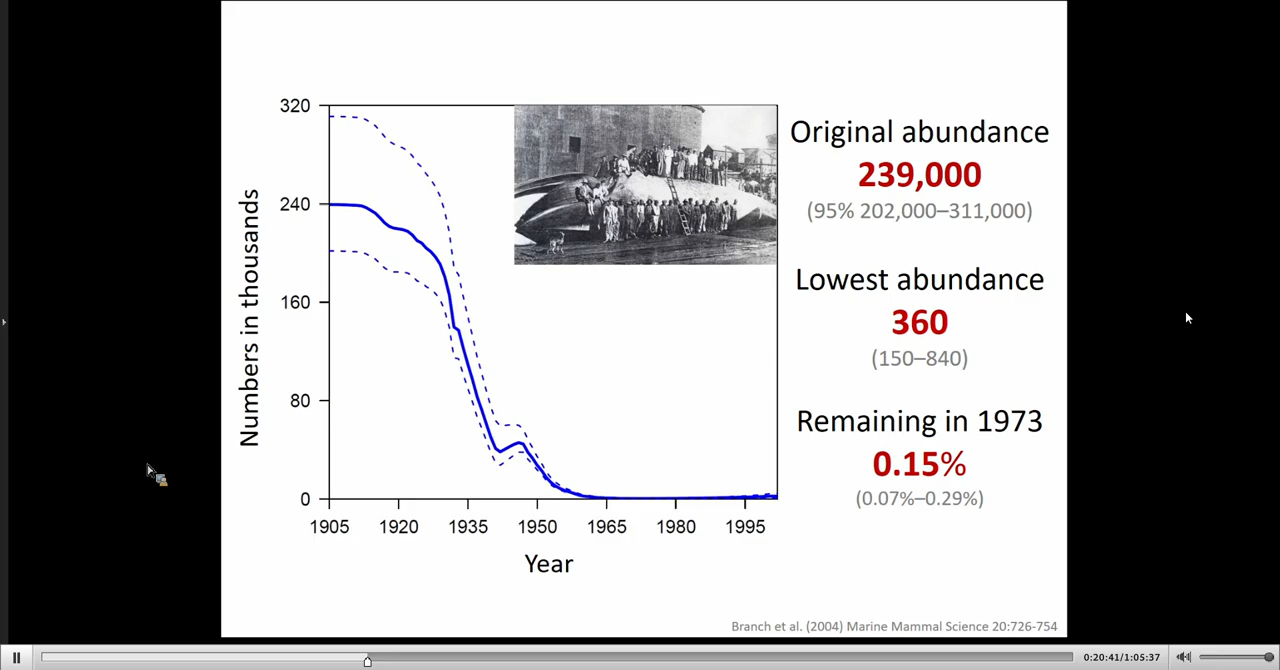 320
240
160
80
0
Numbers in thousands
1905 1920 1935 1950 1965 1980 1995
Year
Original abundance
239,000
(95% 202,000–311,000)
Lowest abundance
360
(150–840)
Remaining in 1973
0.15%
(0.07%–0.29%)
Branch et al. (2004) Marine Mammal Science 20:726-754
0:20:41/1:05:37